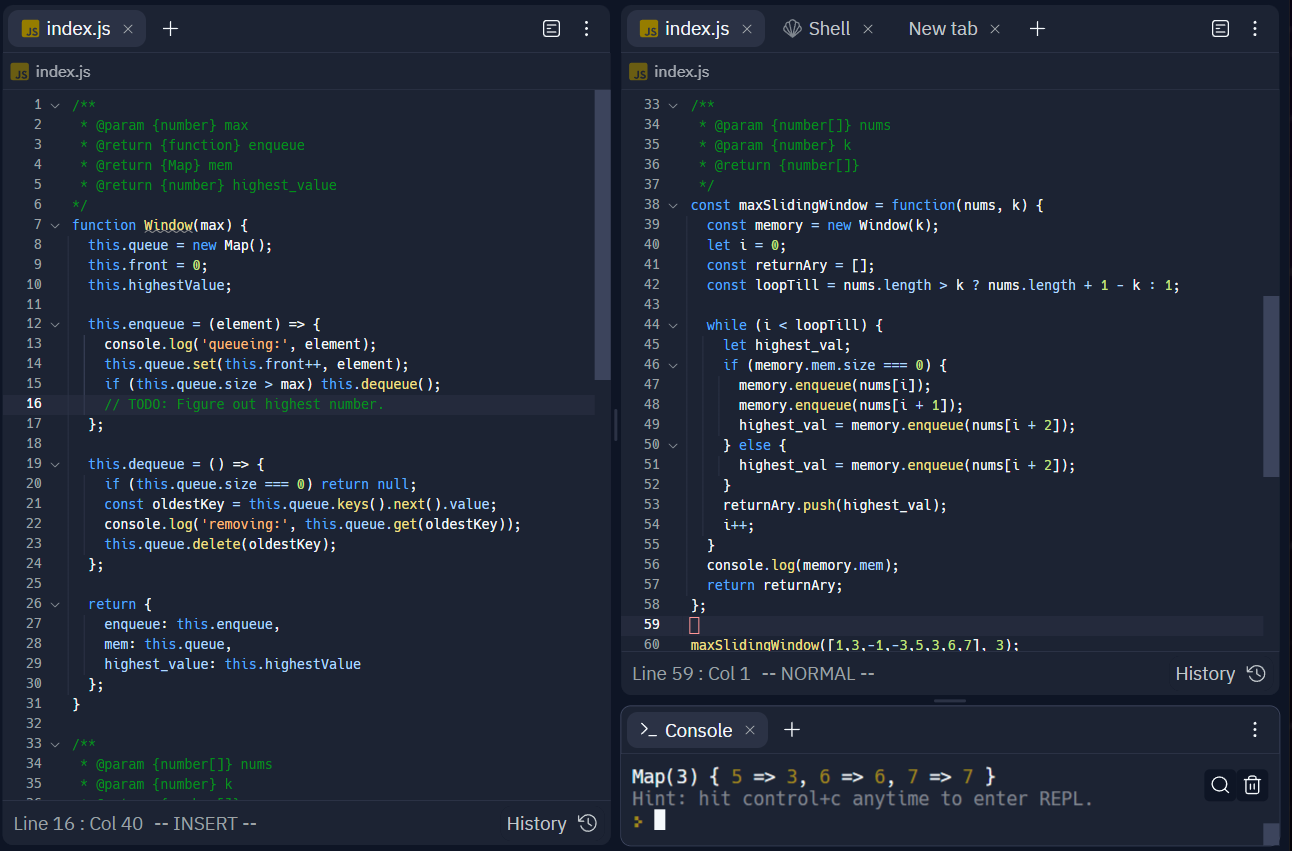 JS index.js × +
JS index.js
1 /**
2  * @param {number} max
3  * @return {function} enqueue
4  * @return {Map} mem
5  * @return {number} highest_value
6 */
7 function Window(max) {
8   this.queue = new Map();
9   this.front = 0;
10   this.highestValue;
11
12   this.enqueue = (element) => {
13     console.log('queueing:', element);
14     this.queue.set(this.front++, element);
15     if (this.queue.size > max) this.dequeue();
16     // TODO: Figure out highest number.
17   };
18
19   this.dequeue = () => {
20     if (this.queue.size === 0) return null;
21     const oldestKey = this.queue.keys().next().value;
22     console.log('removing:', this.queue.get(oldestKey));
23     this.queue.delete(oldestKey);
24   };
25
26   return {
27     enqueue: this.enqueue,
28     mem: this.queue,
29     highest_value: this.highestValue
30   };
31 }
32
33 /**
34  * @param {number[]} nums
35  * @param {number} k
Line 16 : Col 40 -- INSERT -- History
JS index.js × Shell × New tab × +
JS index.js
33 /**
34  * @param {number[]} nums
35  * @param {number} k
36  * @return {number[]}
37  */
38 const maxSlidingWindow = function(nums, k) {
39   const memory = new Window(k);
40   let i = 0;
41   const returnAry = [];
42   const loopTill = nums.length > k ? nums.length + 1 - k : 1;
43
44   while (i < loopTill) {
45     let highest_val;
46     if (memory.mem.size === 0) {
47       memory.enqueue(nums[i]);
48       memory.enqueue(nums[i + 1]);
49       highest_val = memory.enqueue(nums[i + 2]);
50     } else {
51       highest_val = memory.enqueue(nums[i + 2]);
52     }
53     returnAry.push(highest_val);
54     i++;
55   }
56   console.log(memory.mem);
57   return returnAry;
58 };
59
60 maxSlidingWindow([1,3,-1,-3,5,3,6,7], 3);
Line 59 : Col 1 -- NORMAL -- History
>_ Console × +
Map(3) { 5 => 3, 6 => 6, 7 => 7 }
Hint: hit control+c anytime to enter REPL.
>